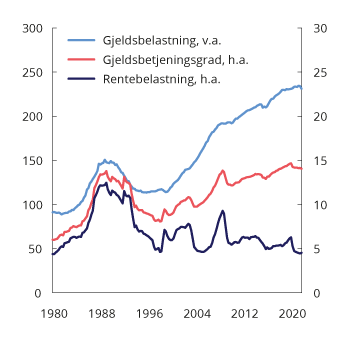 300 30
Gjeldsbelastning, v.a.
Gjeldsbetjeningsgrad, h.a.
250 25
Rentebelastning, h.a.
200 20
150 15
100 10
50 5
0 0
1980 1988 1996 2004 2012 2020